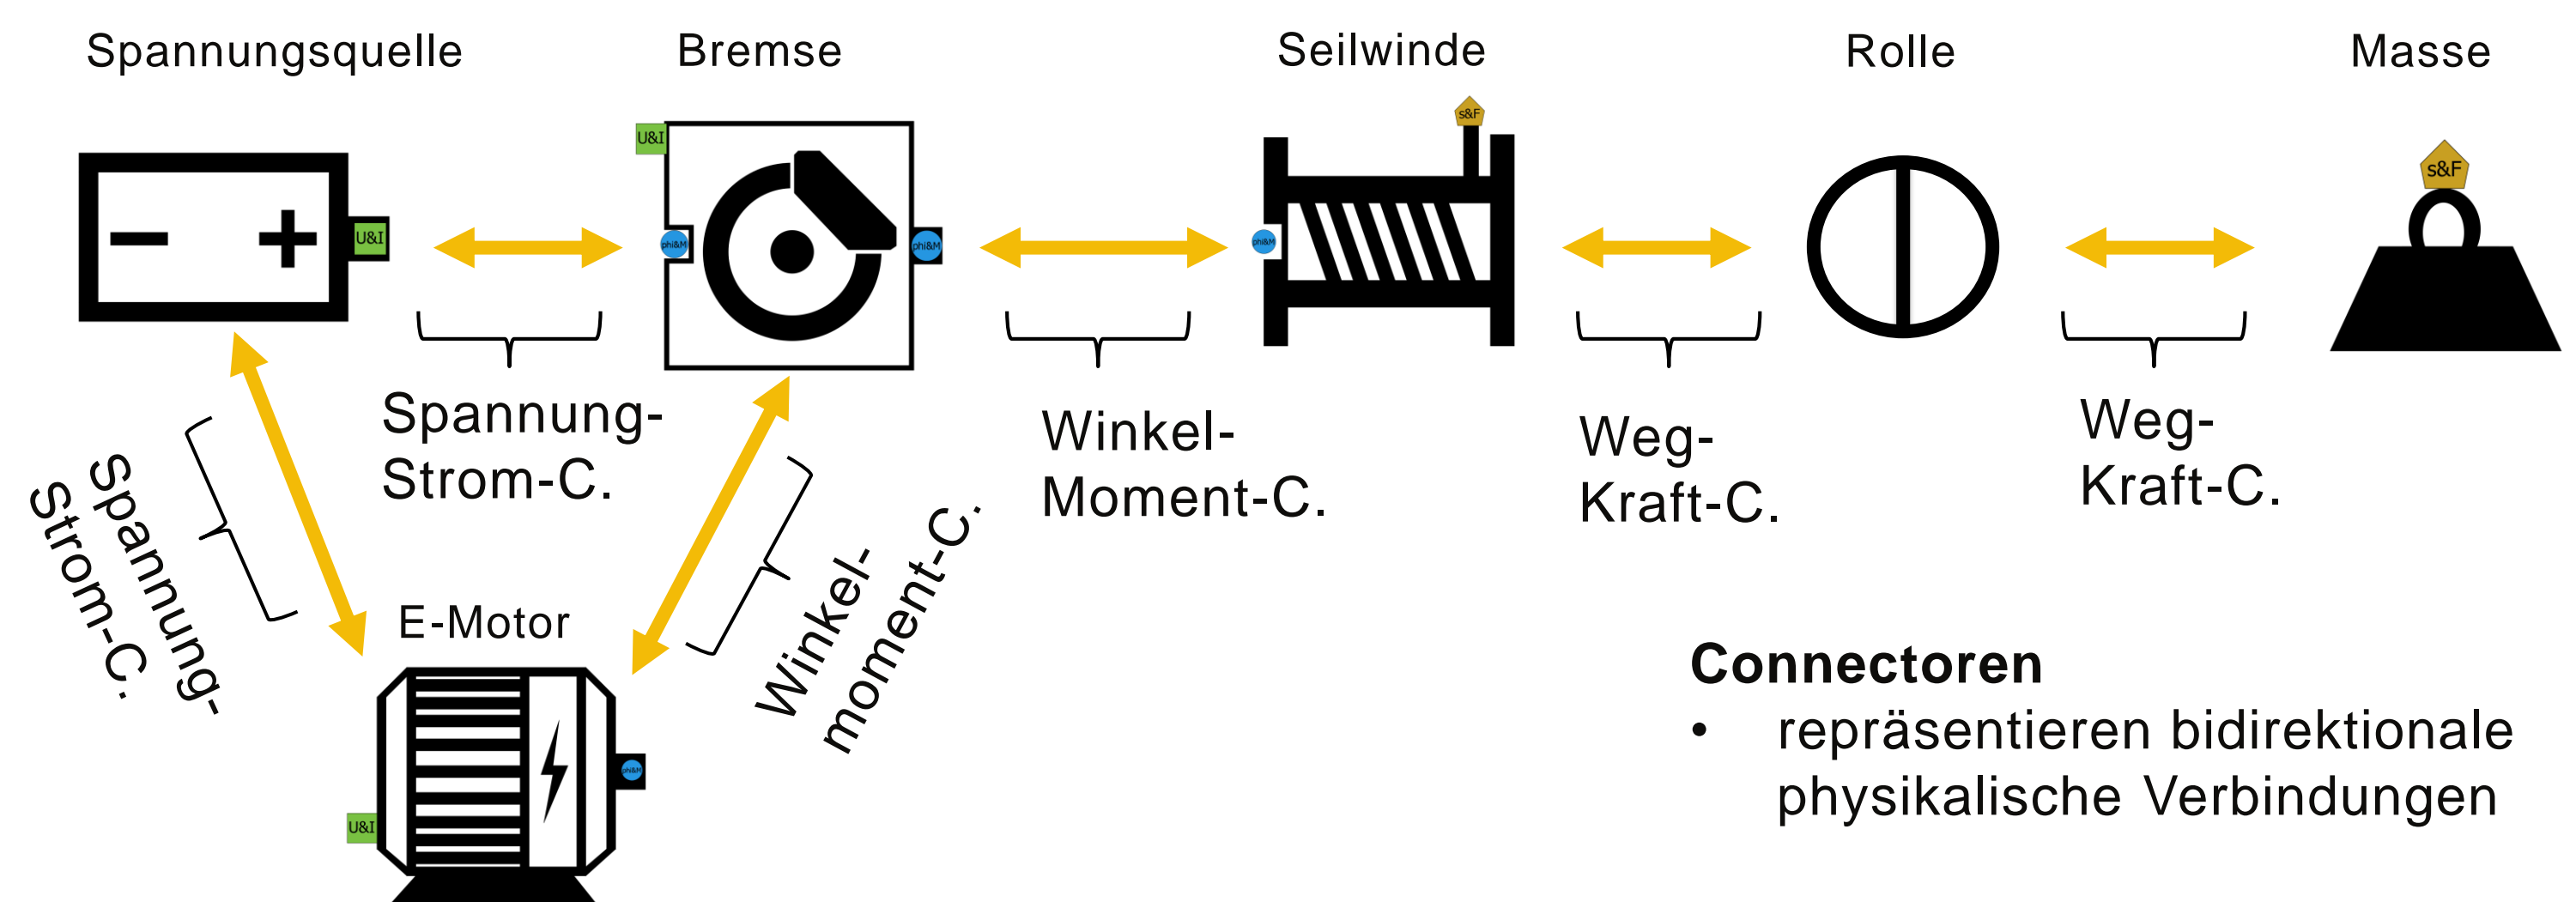 Spannungsquelle
Bremse
Seilwinde
Rolle
Masse
U&I
U&I
phi&M
phi&M
phi&M
s&F
s&F
Spannung-
Strom-C.
Winkel-
Moment-C.
Weg-
Kraft-C.
Weg-
Kraft-C.
Spannung-
Strom-C.
Winkel-
moment-C.
E-Motor
U&I
phi&M
Connectoren
• repräsentieren bidirektionale
physikalische Verbindungen